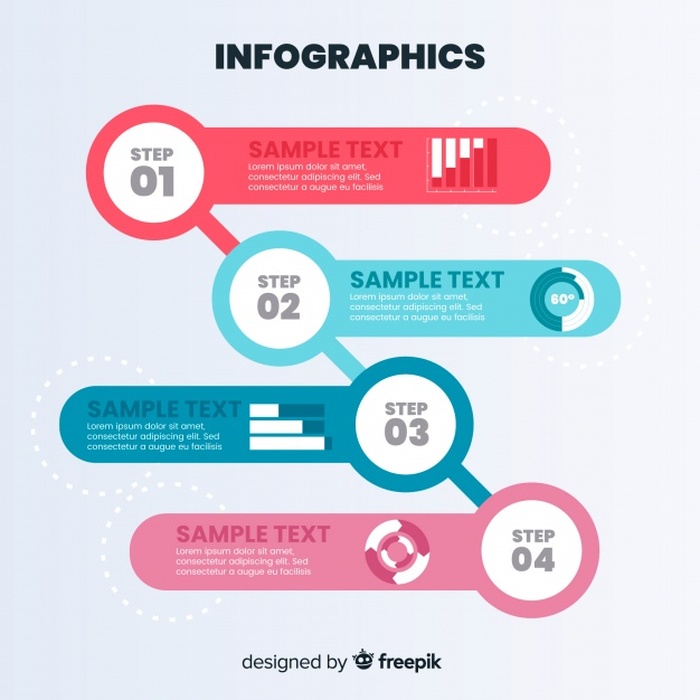 INFOGRAPHICS
STEP
01
SAMPLE TEXT
Lorem ipsum dolor sit amet,
consectetur adipiscing elit. Sed
consectetur a augue eu facilisis
STEP
02
SAMPLE TEXT
Lorem ipsum dolor sit amet,
consectetur adipiscing elit. Sed
consectetur a augue eu facilisis
60º
SAMPLE TEXT
Lorem ipsum dolor sit amet,
consectetur adipiscing elit. Sed
consectetur a augue eu facilisis
STEP
03
SAMPLE TEXT
Lorem ipsum dolor sit amet,
consectetur adipiscing elit. Sed
consectetur a augue eu facilisis
STEP
04
designed by freepik